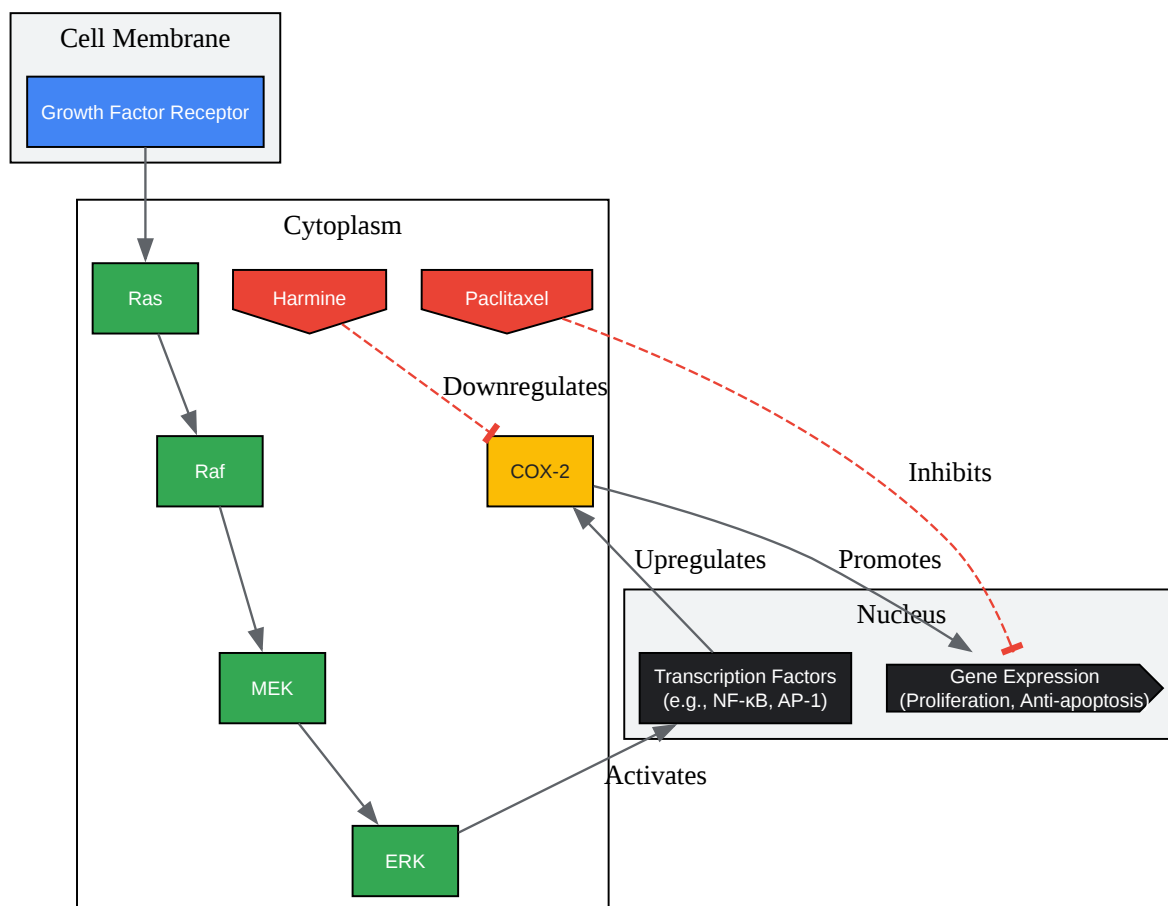 Cell Membrane
Growth Factor Receptor
Cytoplasm
Ras
Harmine
Paclitaxel
Downregulates
Raf
COX-2
Inhibits
Upregulates
Promotes
Nucleus
MEK
Transcription Factors
(e.g., NF-κB, AP-1)
Gene Expression
(Proliferation, Anti-apoptosis)
Activates
ERK